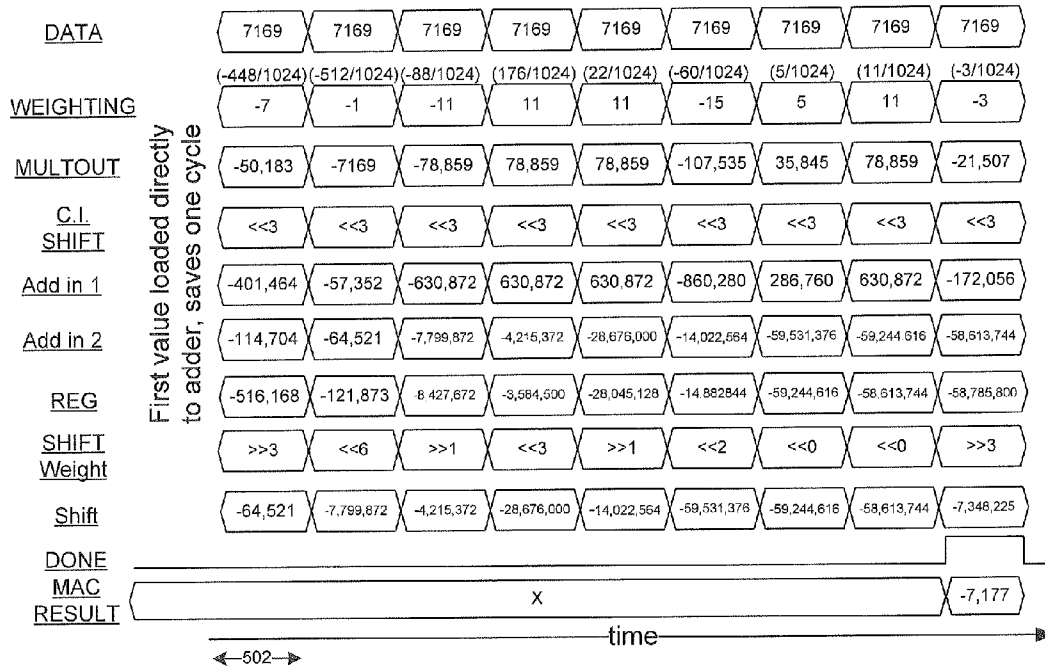 DATA 7169 7169 7169 7169 7169 7169 7169 7169 7169
(-448/1024) (-512/1024) (-88/1024) (176/1024) (22/1024) (-60/1024) (5/1024) (11/1024) (-3/1024)
WEIGHTING -7 -1 -11 11 11 -15 5 11 -3
First value loaded directly
to adder, saves one cycle
MULTOUT -50,183 -7169 -78,859 78,859 78,859 -107,535 35,845 78,859 -21,507
C.I.
SHIFT <<3 <<3 <<3 <<3 <<3 <<3 <<3 <<3 <<3
Add in 1 -401,464 -57,352 -630,872 630,872 630,872 -860,280 286,760 630,872 -172,056
Add in 2 -114,704 -64,521 -7,799,872 -4,215,372 -28,676,000 -14,022,564 -59,531,376 -59,244 616 -58,613,744
REG -516,168 -121,873 -8 427,672 -3,584,500 -28,045,128 -14.882844 -59,244,616 -58,613,744 -58,785,800
SHIFT
Weight >>3 <<6 >>1 <<3 >>1 <<2 <<0 <<0 >>3
Shift -64,521 -7,799,872 -4,215,372 -28,676,000 -14,022,564 -59,531,376 -59,244,616 -58,613,744 -7,348,225
DONE
MAC
RESULT X -7,177
time
502